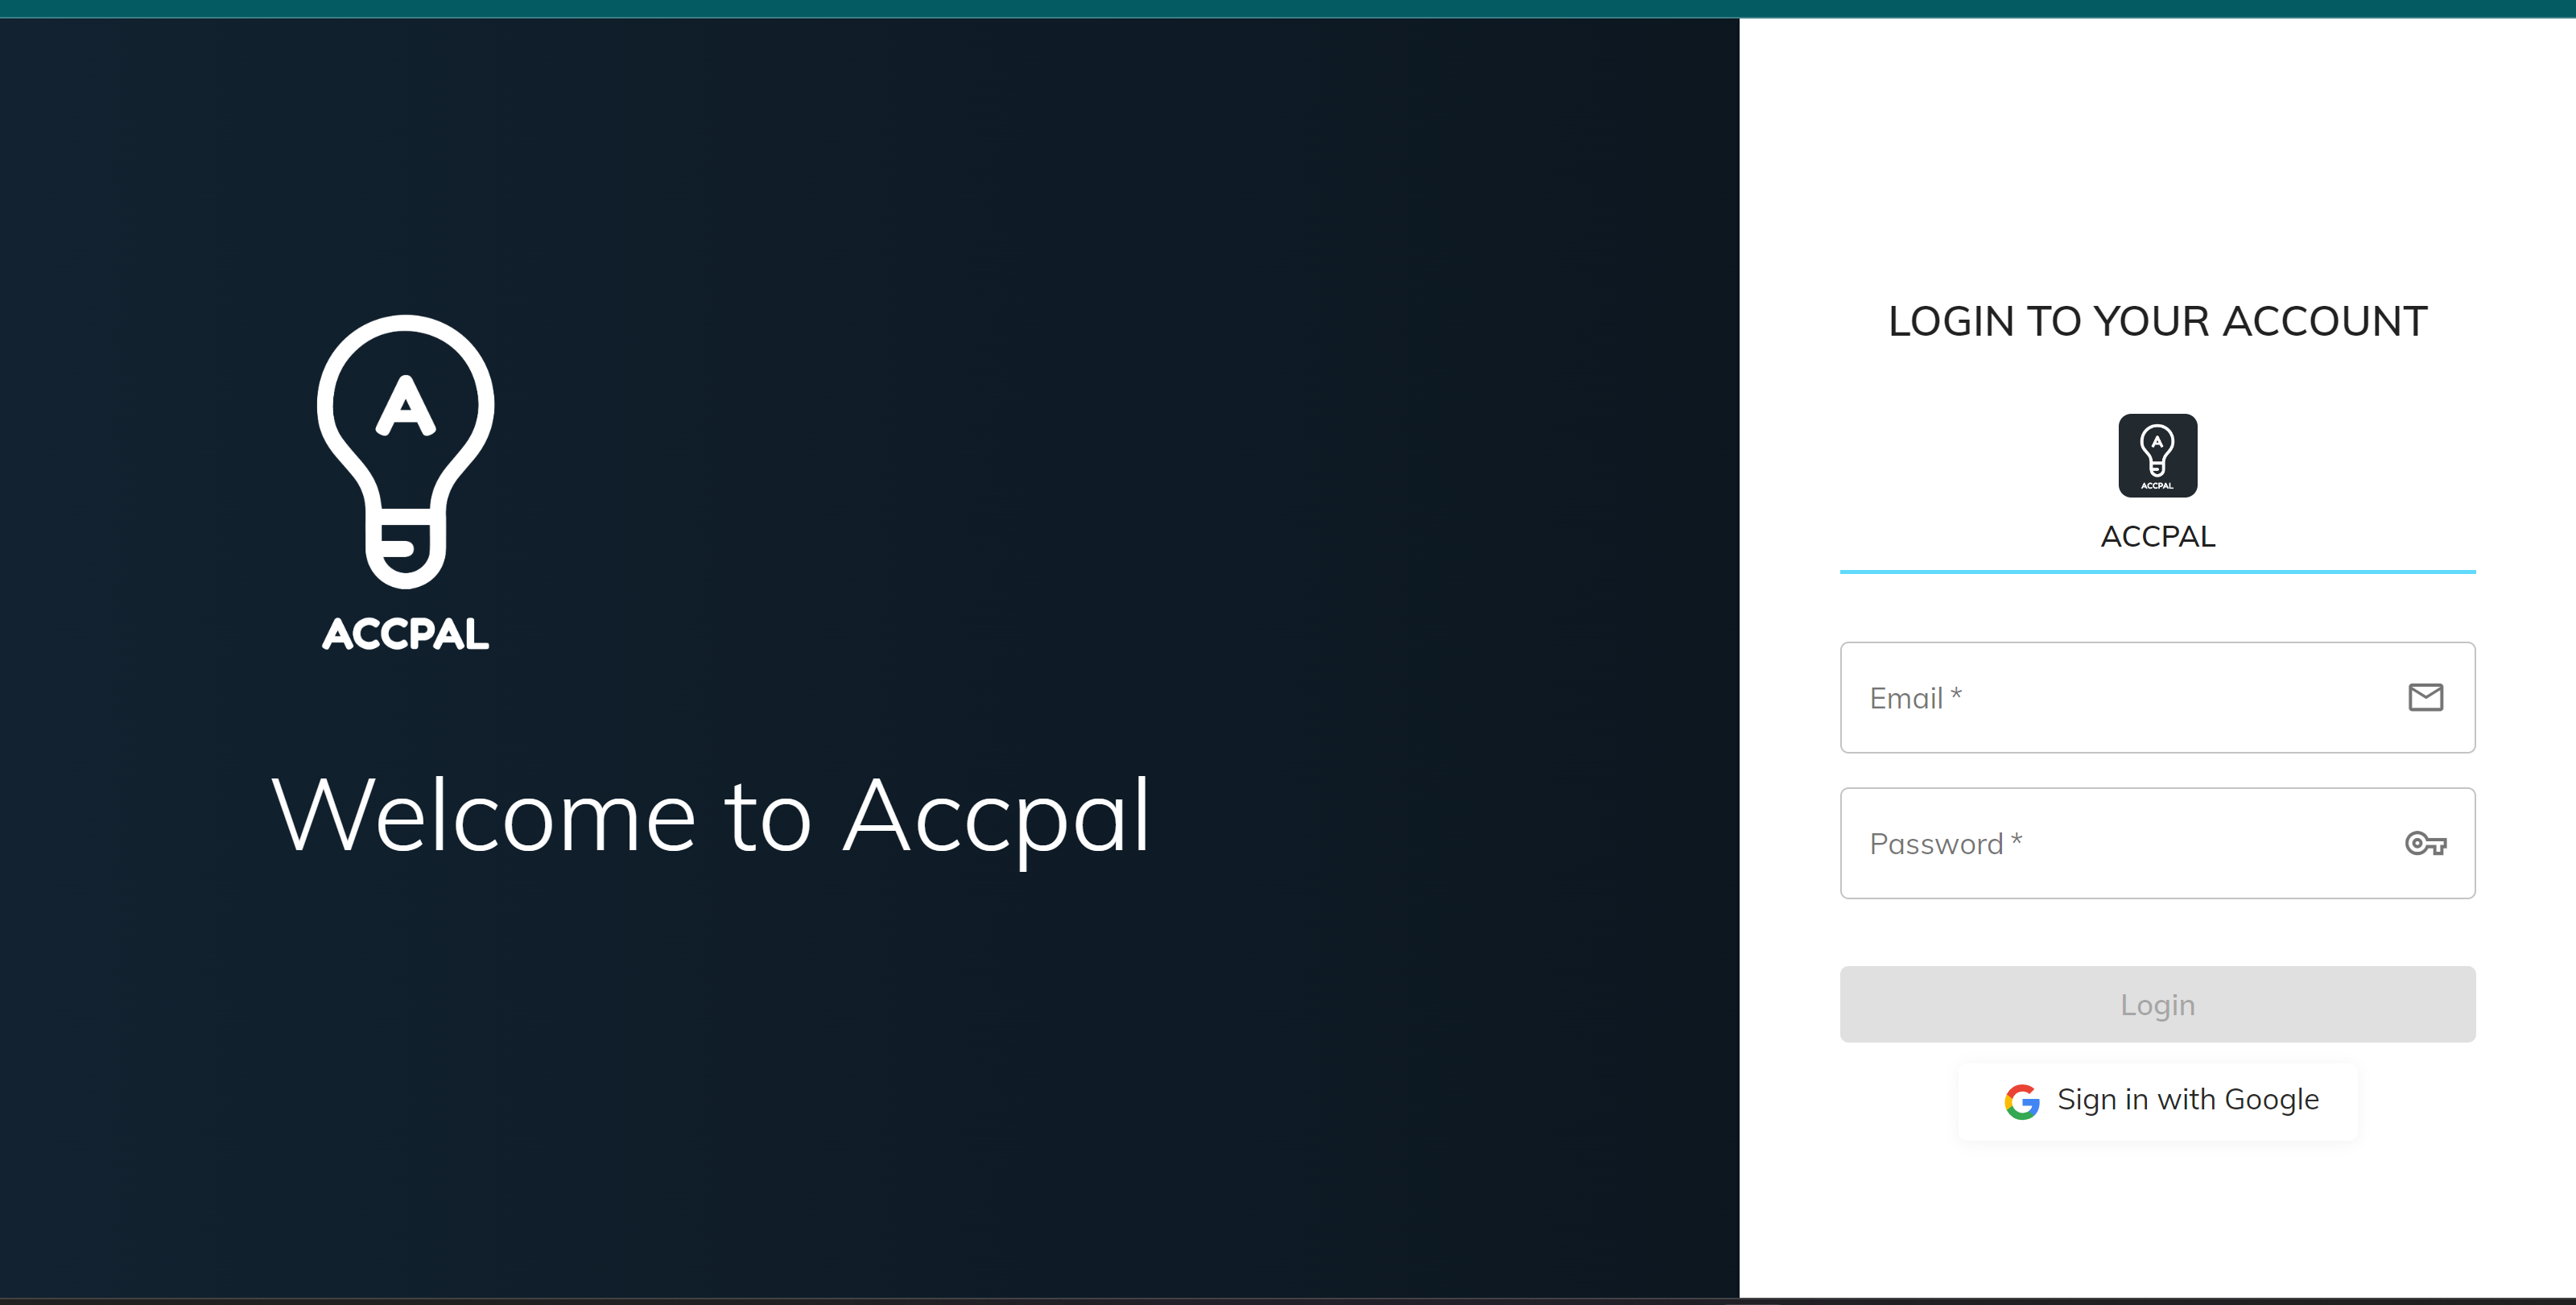 A
ACCPAL
Welcome to Accpal
LOGIN TO YOUR ACCOUNT
A
ACCPAL
ACCPAL
Email *
Password *
Login
Sign in with Google